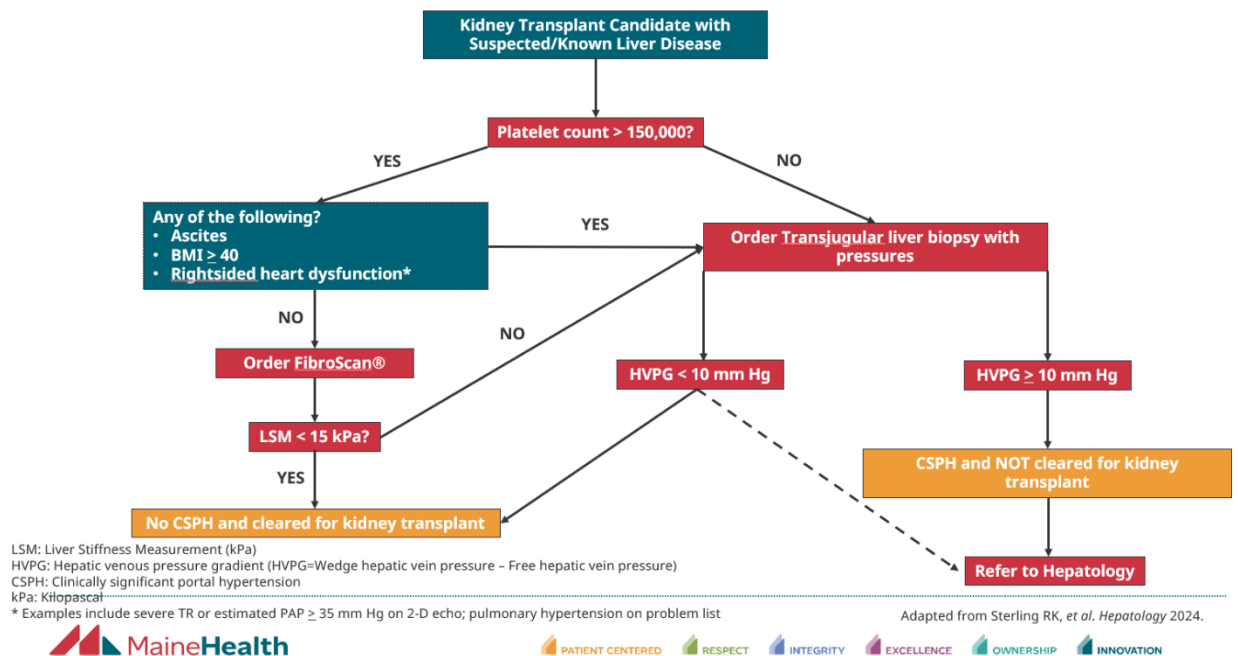 Kidney Transplant Candidate with
Suspected/Known Liver Disease
Platelet count > 150,000?
YES
NO
Any of the following?
• Ascites
• BMI ≥ 40
• Rightsided heart dysfunction*
YES
Order Transjugular liver biopsy with
pressures
NO
NO
Order FibroScan®
HVPG < 10 mm Hg
HVPG ≥ 10 mm Hg
LSM < 15 kPa?
YES
CSPH and NOT cleared for kidney
transplant
No CSPH and cleared for kidney transplant
Refer to Hepatology
LSM: Liver Stiffness Measurement (kPa)
HVPG: Hepatic venous pressure gradient (HVPG=Wedge hepatic vein pressure – Free hepatic vein pressure)
CSPH: Clinically significant portal hypertension
kPa: Kilopascal
* Examples include severe TR or estimated PAP ≥ 35 mm Hg on 2-D echo; pulmonary hypertension on problem list
Adapted from Sterling RK, et al. Hepatology 2024.
MaineHealth
PATIENT CENTERED
RESPECT
INTEGRITY
EXCELLENCE
OWNERSHIP
INNOVATION